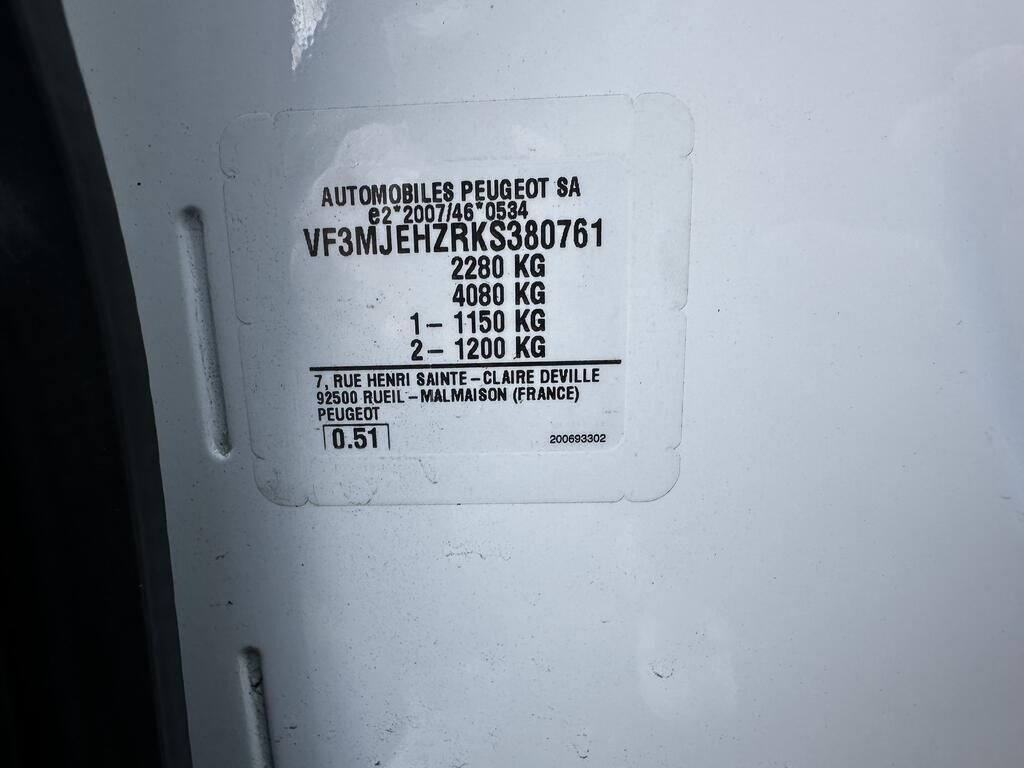 AUTOMOBILES PEUGEOT SA
e2*2007/46*0534
VF3MJEHZRKS380761
2280 KG
4080 KG
1- 1150 KG
2- 1200 KG
7, RUE HENRI SAINTE-CLAIRE DEVILLE
92500 RUEIL-MALMAISON (FRANCE)
PEUGEOT
0.51
200693302